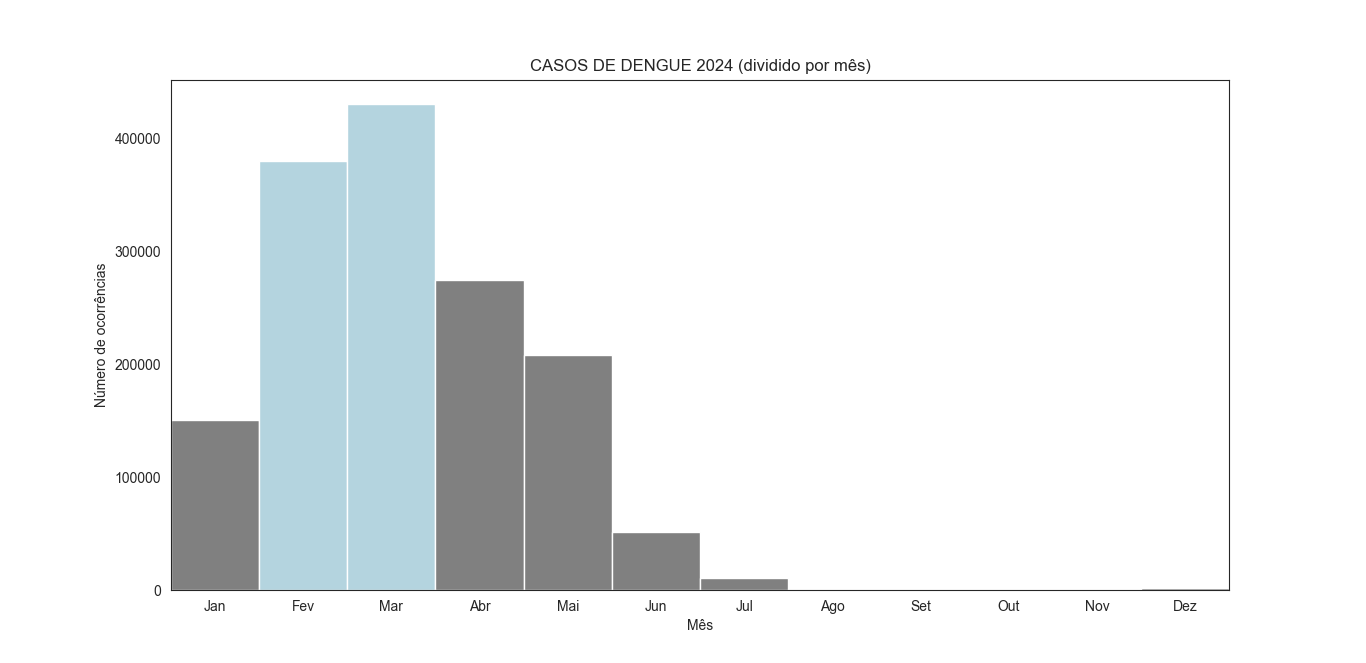 CASOS DE DENGUE 2024 (dividido por mês)
Número de ocorrências
400000
300000
200000
100000
0
Jan Fev Mar Abr Mai Jun Jul Ago Set Out Nov Dez
Mês